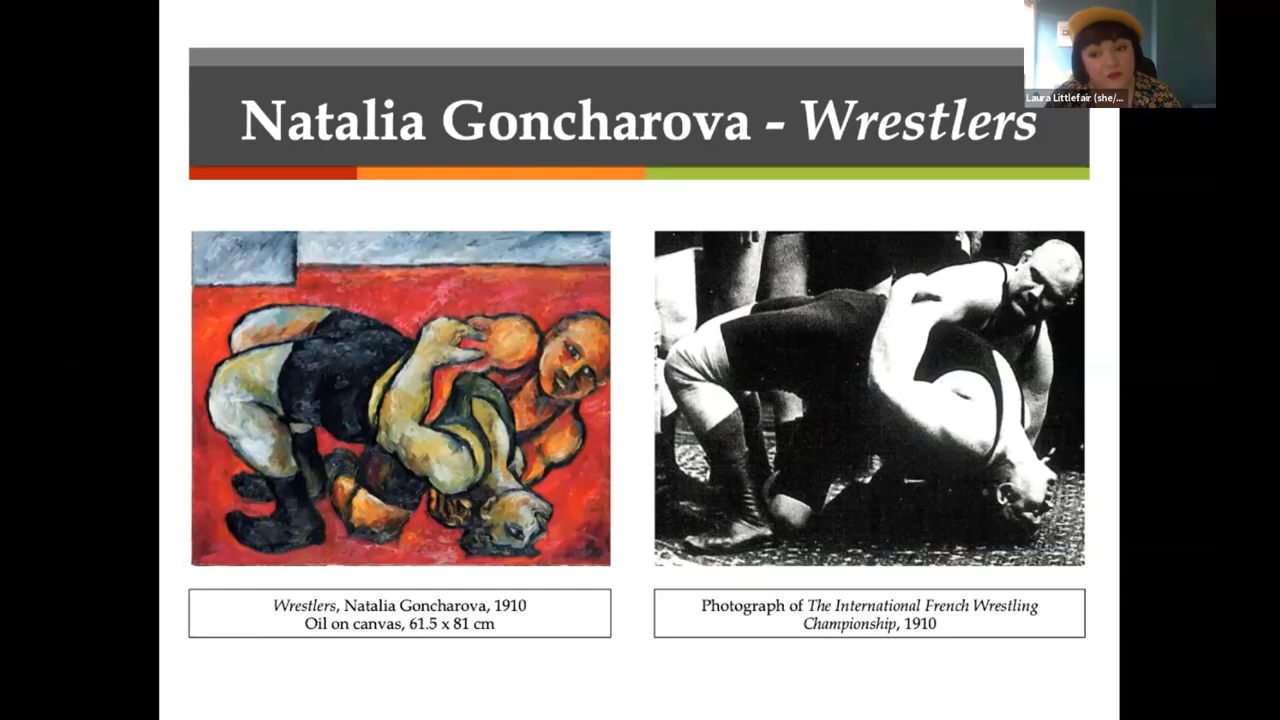 Laura Littlefair (she/...
Natalia Goncharova - Wrestlers
Wrestlers, Natalia Goncharova, 1910
Oil on canvas, 61.5 x 81 cm
Photograph of The International French Wrestling
Championship, 1910